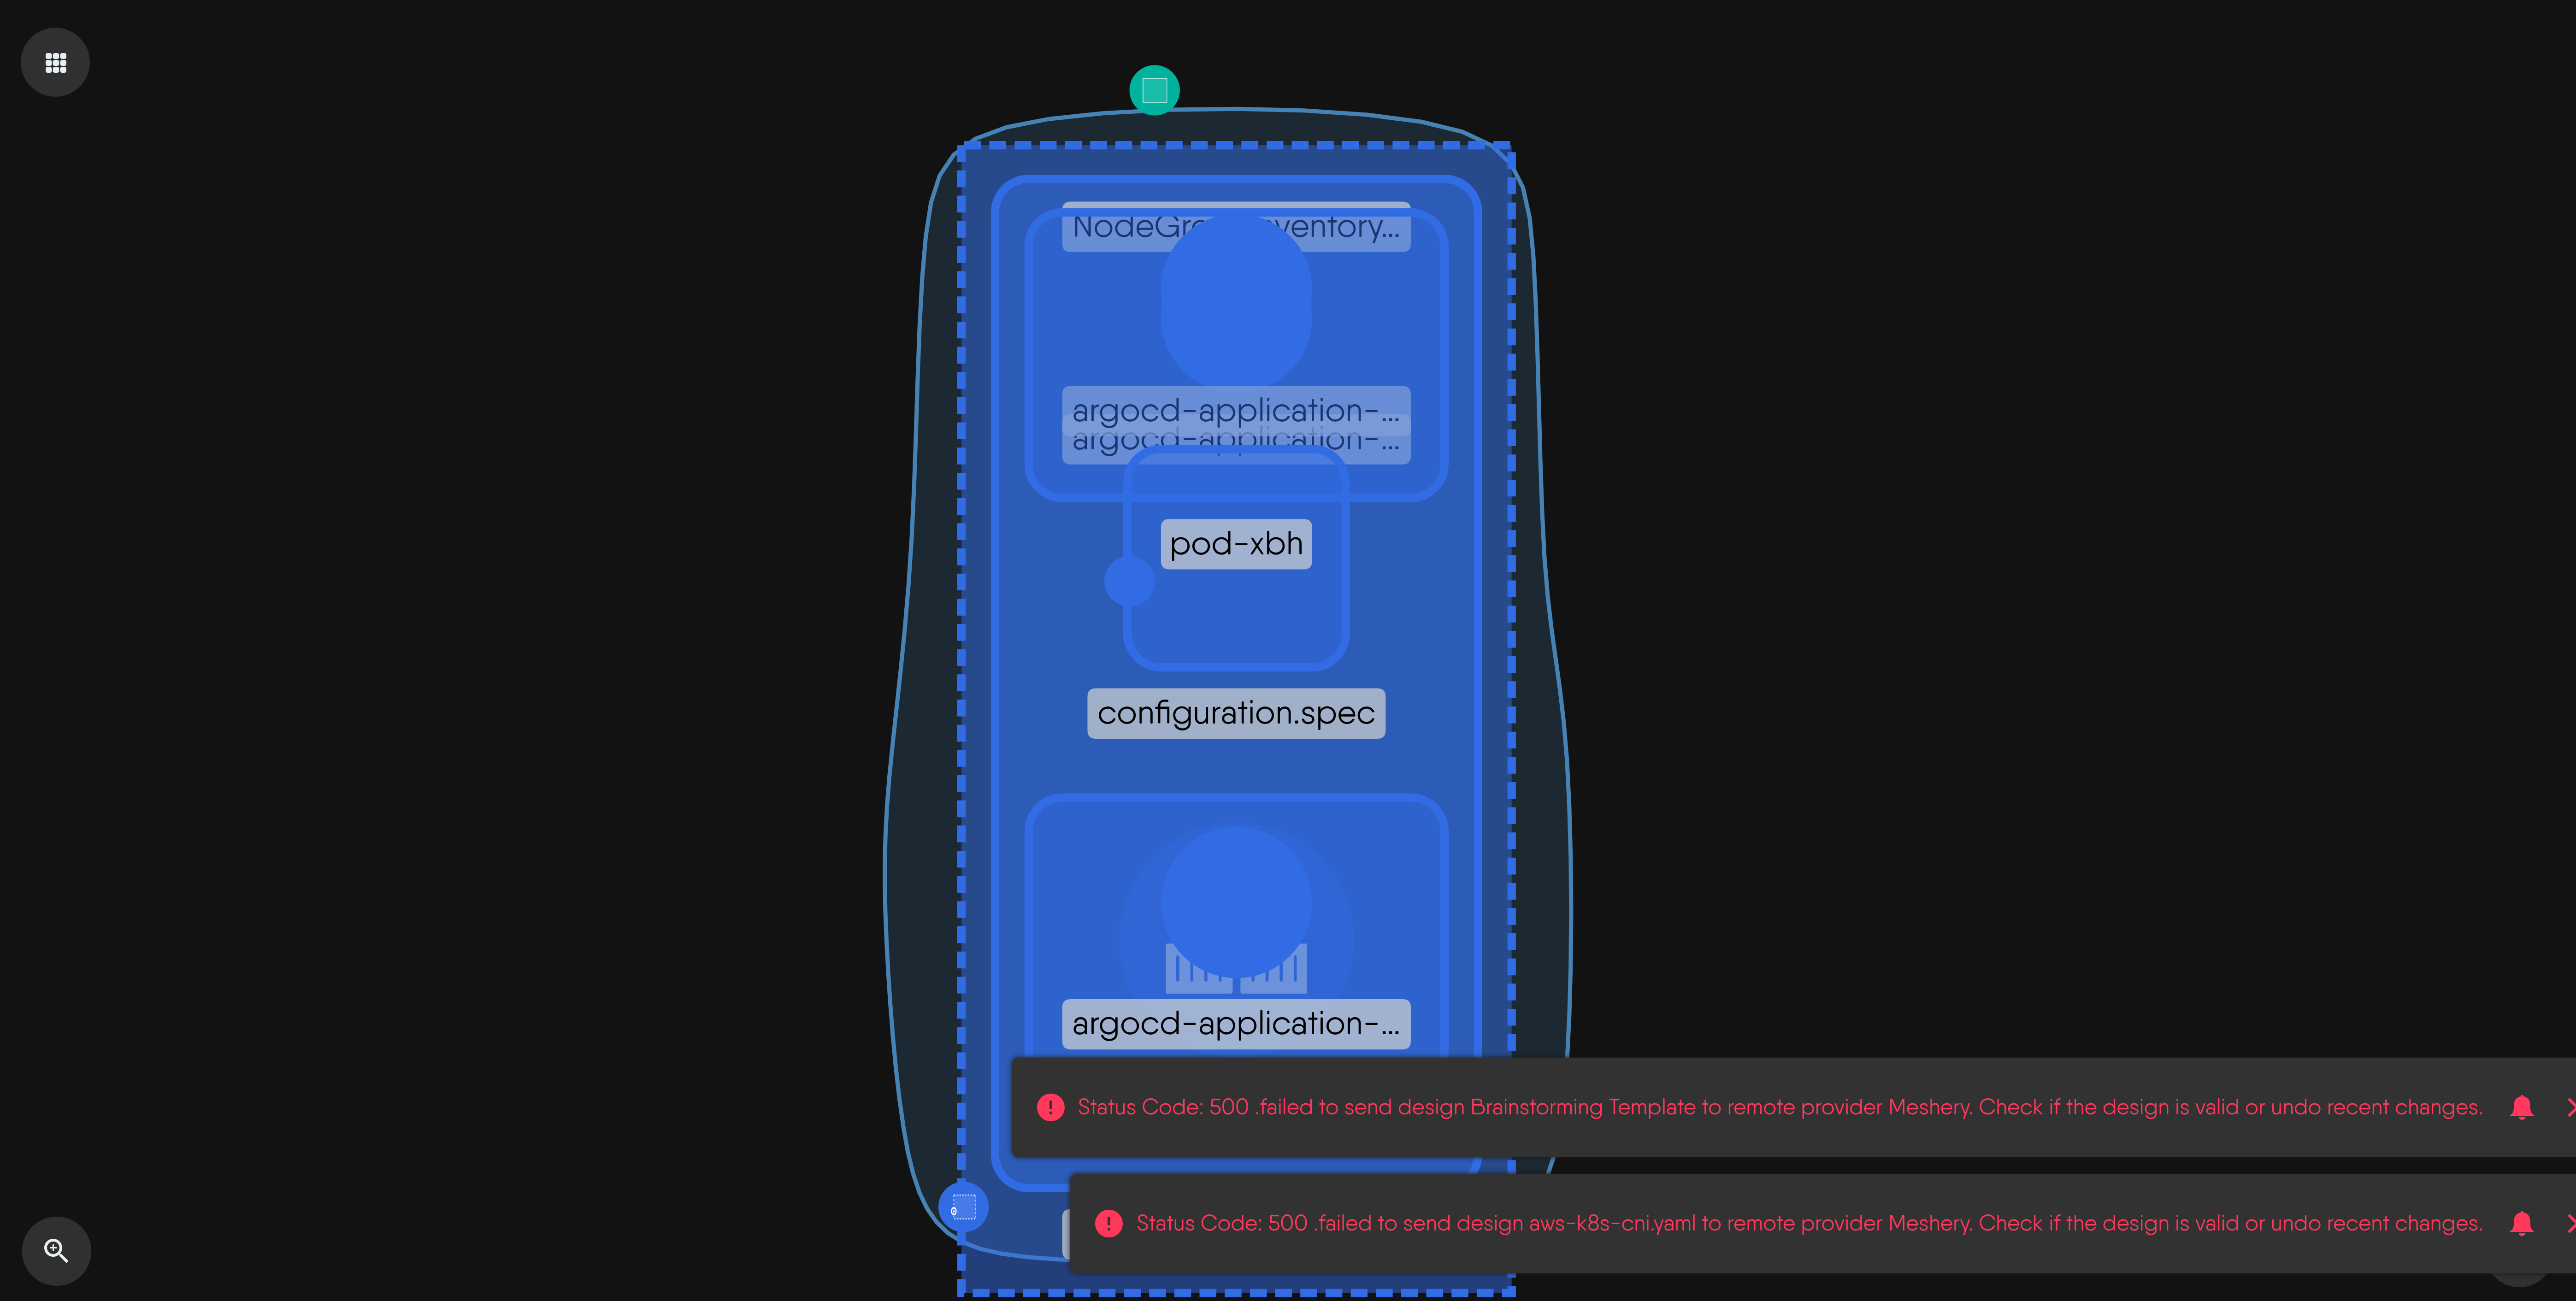 NodeGro nventory...
argocd-application-...
argocd-application-...
pod-xbh
configuration.spec
argocd-application-...
Status Code: 500 .failed to send design Brainstorming Template to remote provider Meshery. Check if the design is valid or undo recent changes.
Status Code: 500 .failed to send design aws-k8s-cni.yaml to remote provider Meshery. Check if the design is valid or undo recent changes.